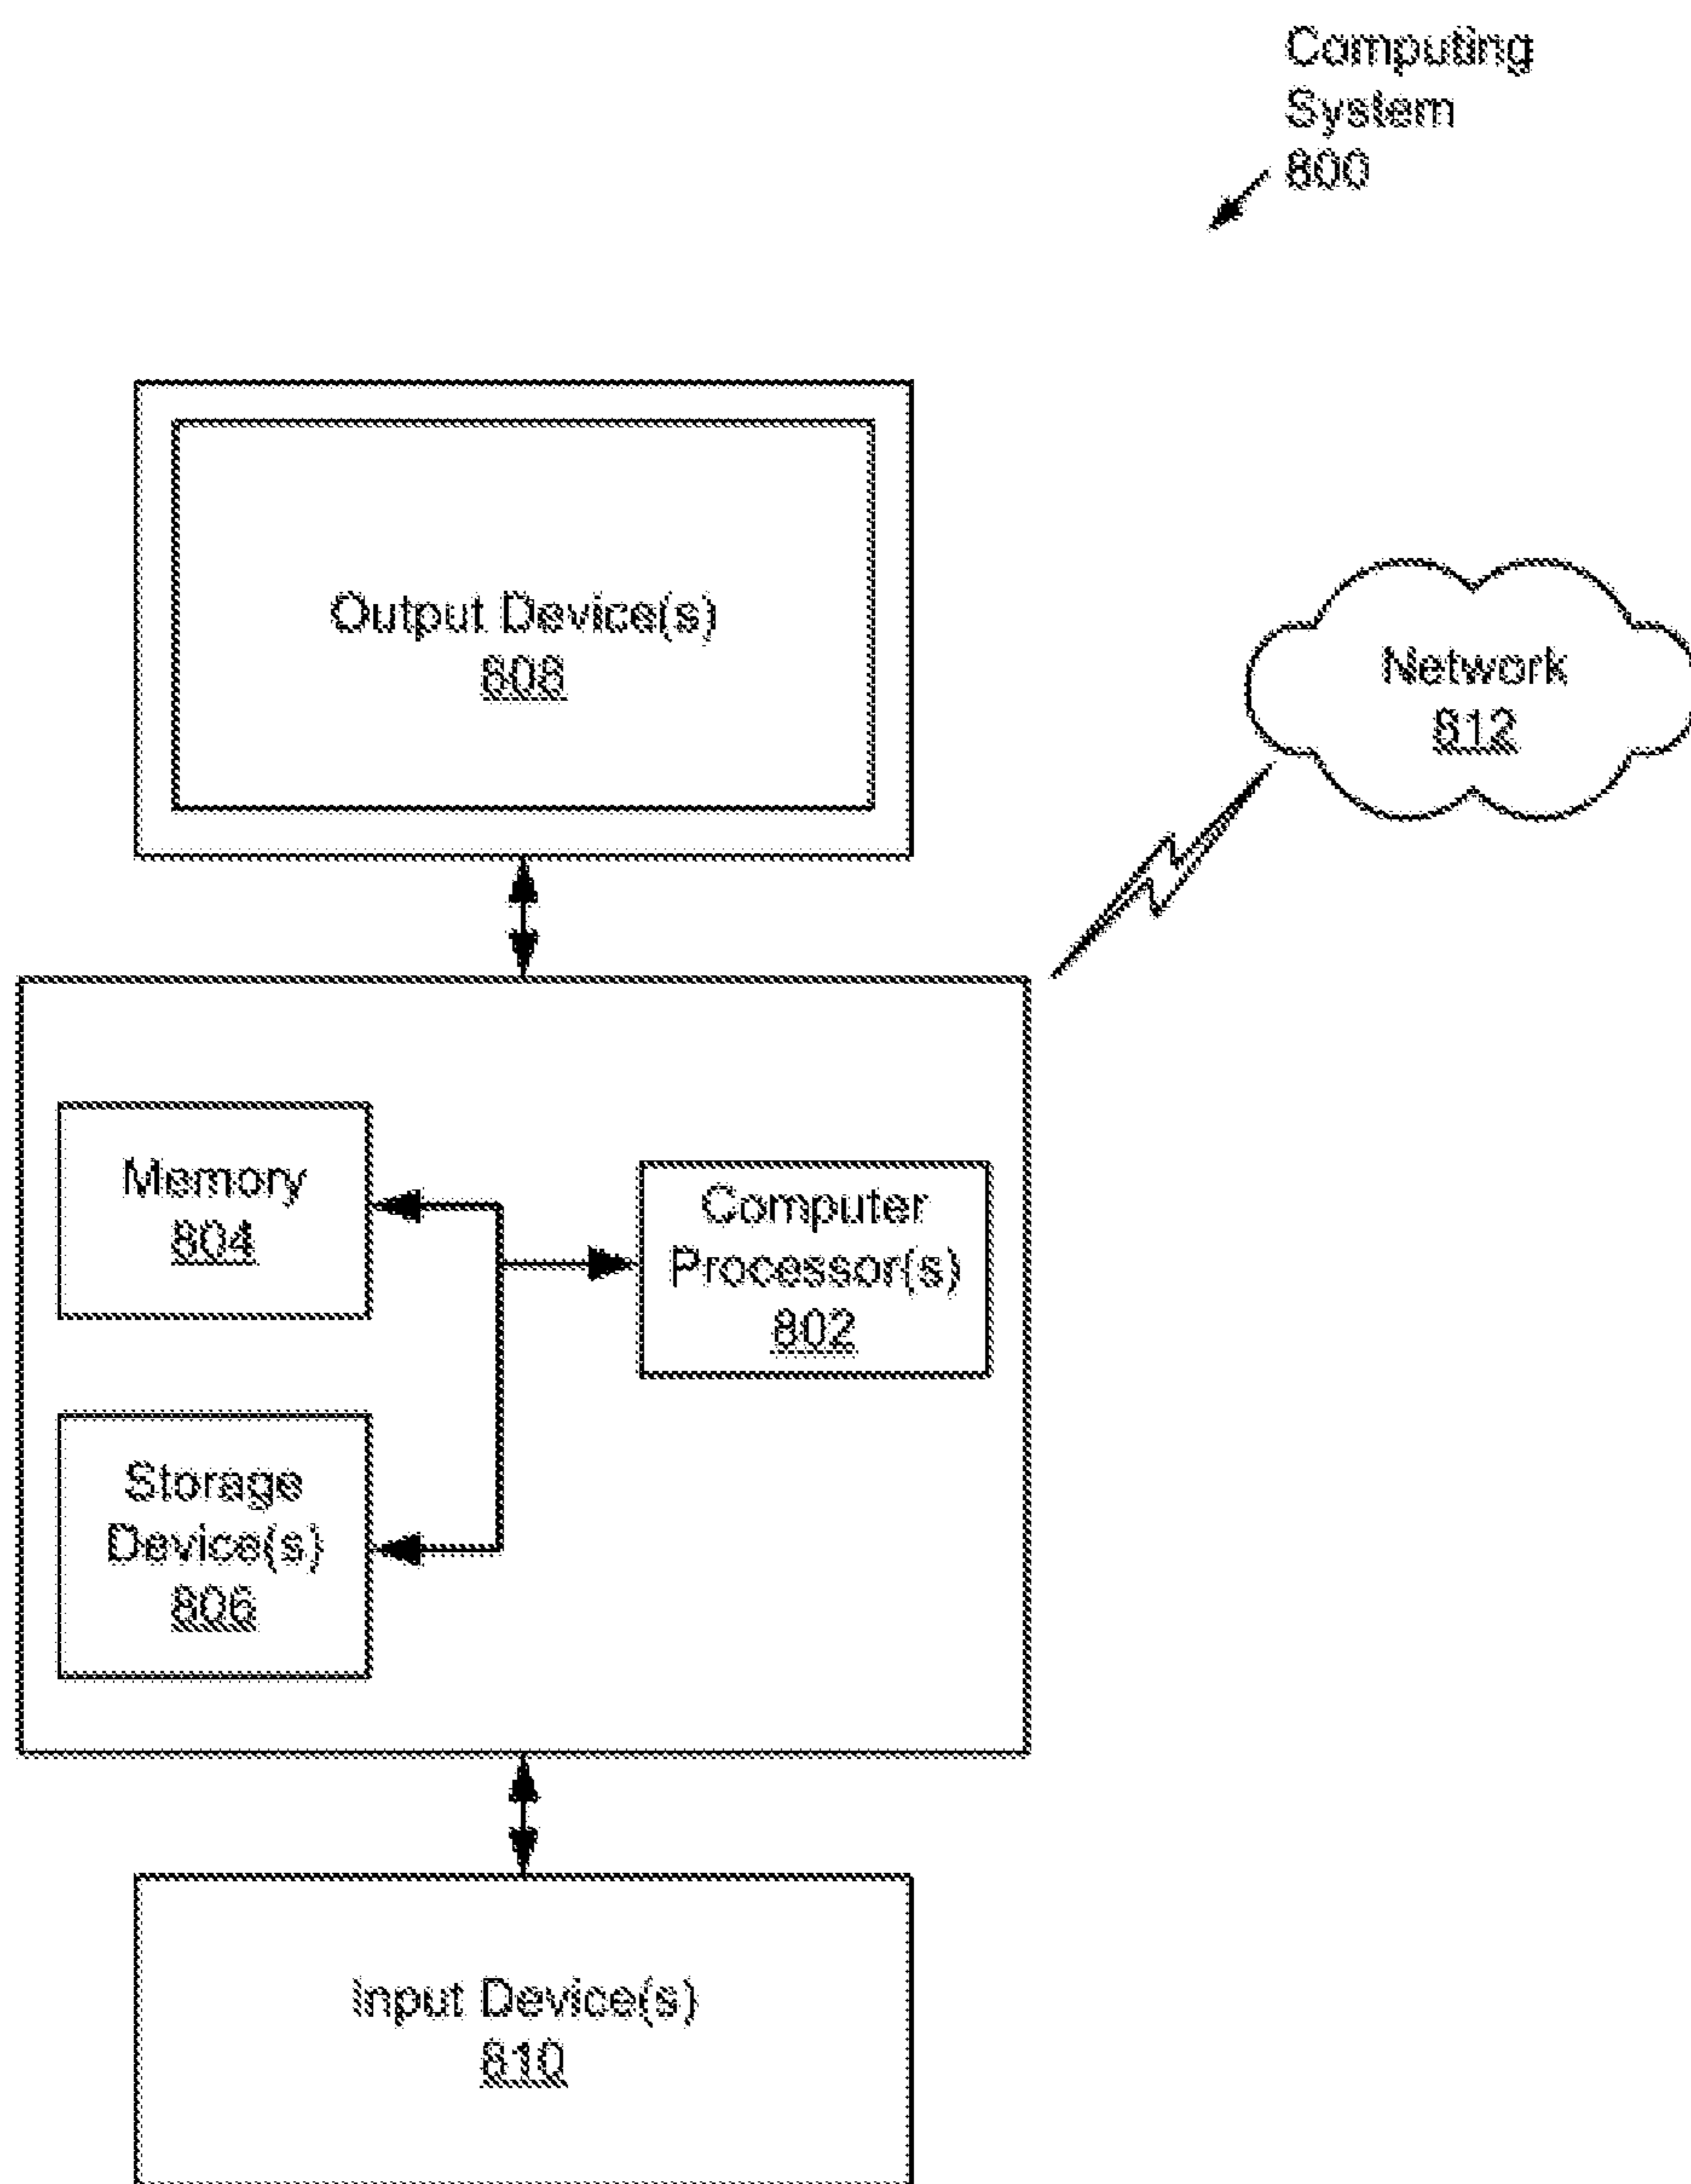 Computing
System
800
Output Device(s)
808
Network
812
Memory
804
Computer
Processor(s)
802
Storage
Device(s)
806
Input Device(s)
810